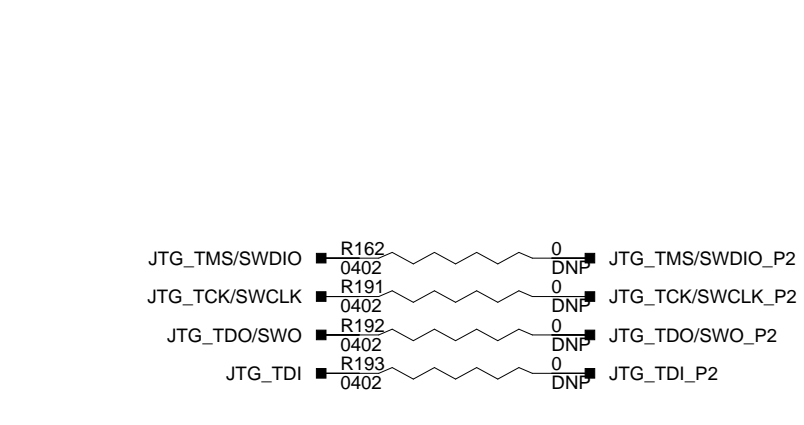 JTG_TMS/SWDIO R162 0402 0 DNP JTG_TMS/SWDIO_P2
JTG_TCK/SWCLK R191 0402 0 DNP JTG_TCK/SWCLK_P2
JTG_TDO/SWO R192 0402 0 DNP JTG_TDO/SWO_P2
JTG_TDI R193 0402 0 DNP JTG_TDI_P2